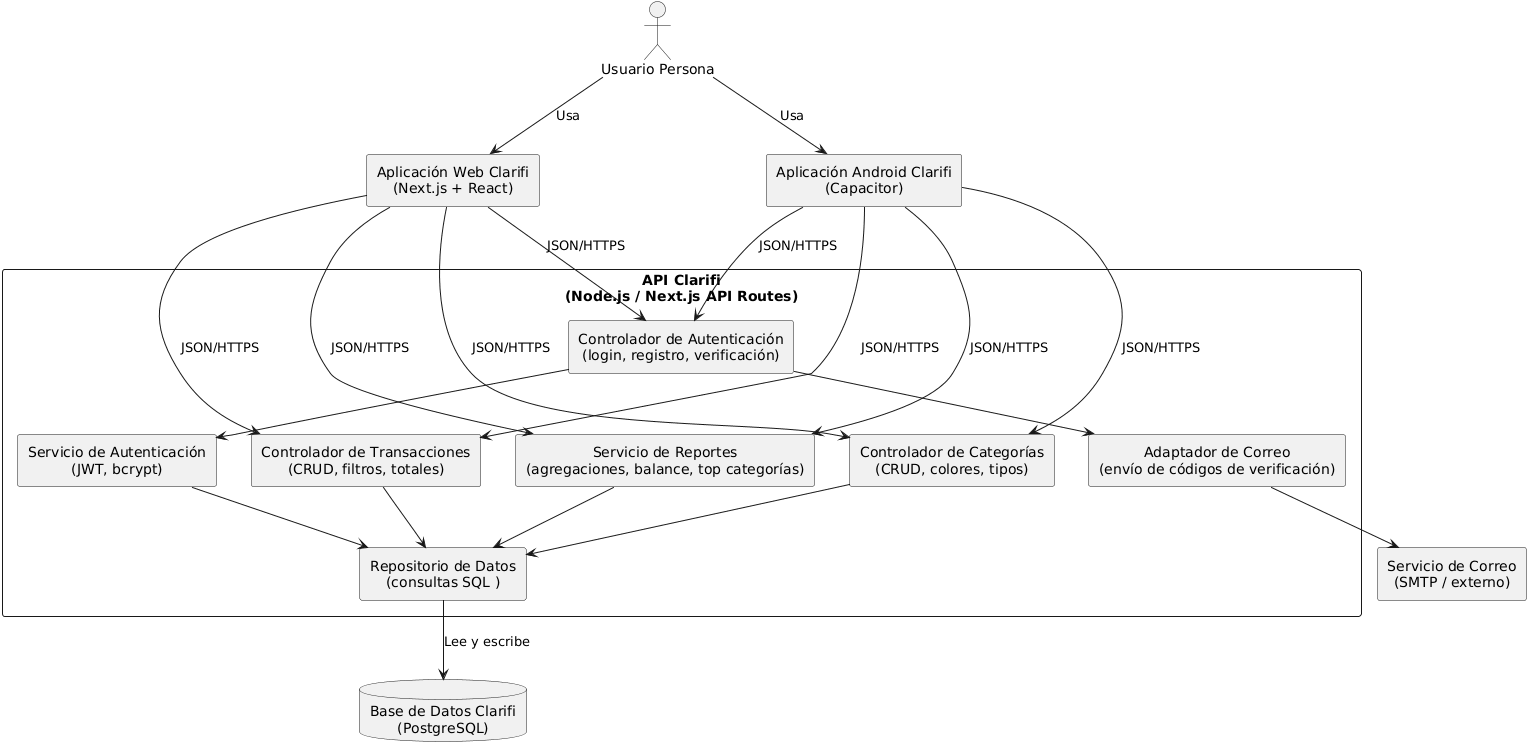 Usuario Persona
Usa
Usa
Aplicación Web Clarifi
(Next.js + React)
Aplicación Android Clarifi
(Capacitor)
JSON/HTTPS
JSON/HTTPS
API Clarifi
(Node.js / Next.js API Routes)
Controlador de Autenticación
(login, registro, verificación)
JSON/HTTPS
JSON/HTTPS
JSON/HTTPS
JSON/HTTPS
JSON/HTTPS
JSON/HTTPS
Servicio de Autenticación
(JWT, bcrypt)
Controlador de Transacciones
(CRUD, filtros, totales)
Servicio de Reportes
(agregaciones, balance, top categorías)
Controlador de Categorías
(CRUD, colores, tipos)
Adaptador de Correo
(envío de códigos de verificación)
Repositorio de Datos
(consultas SQL )
Servicio de Correo
(SMTP / externo)
Lee y escribe
Base de Datos Clarifi
(PostgreSQL)